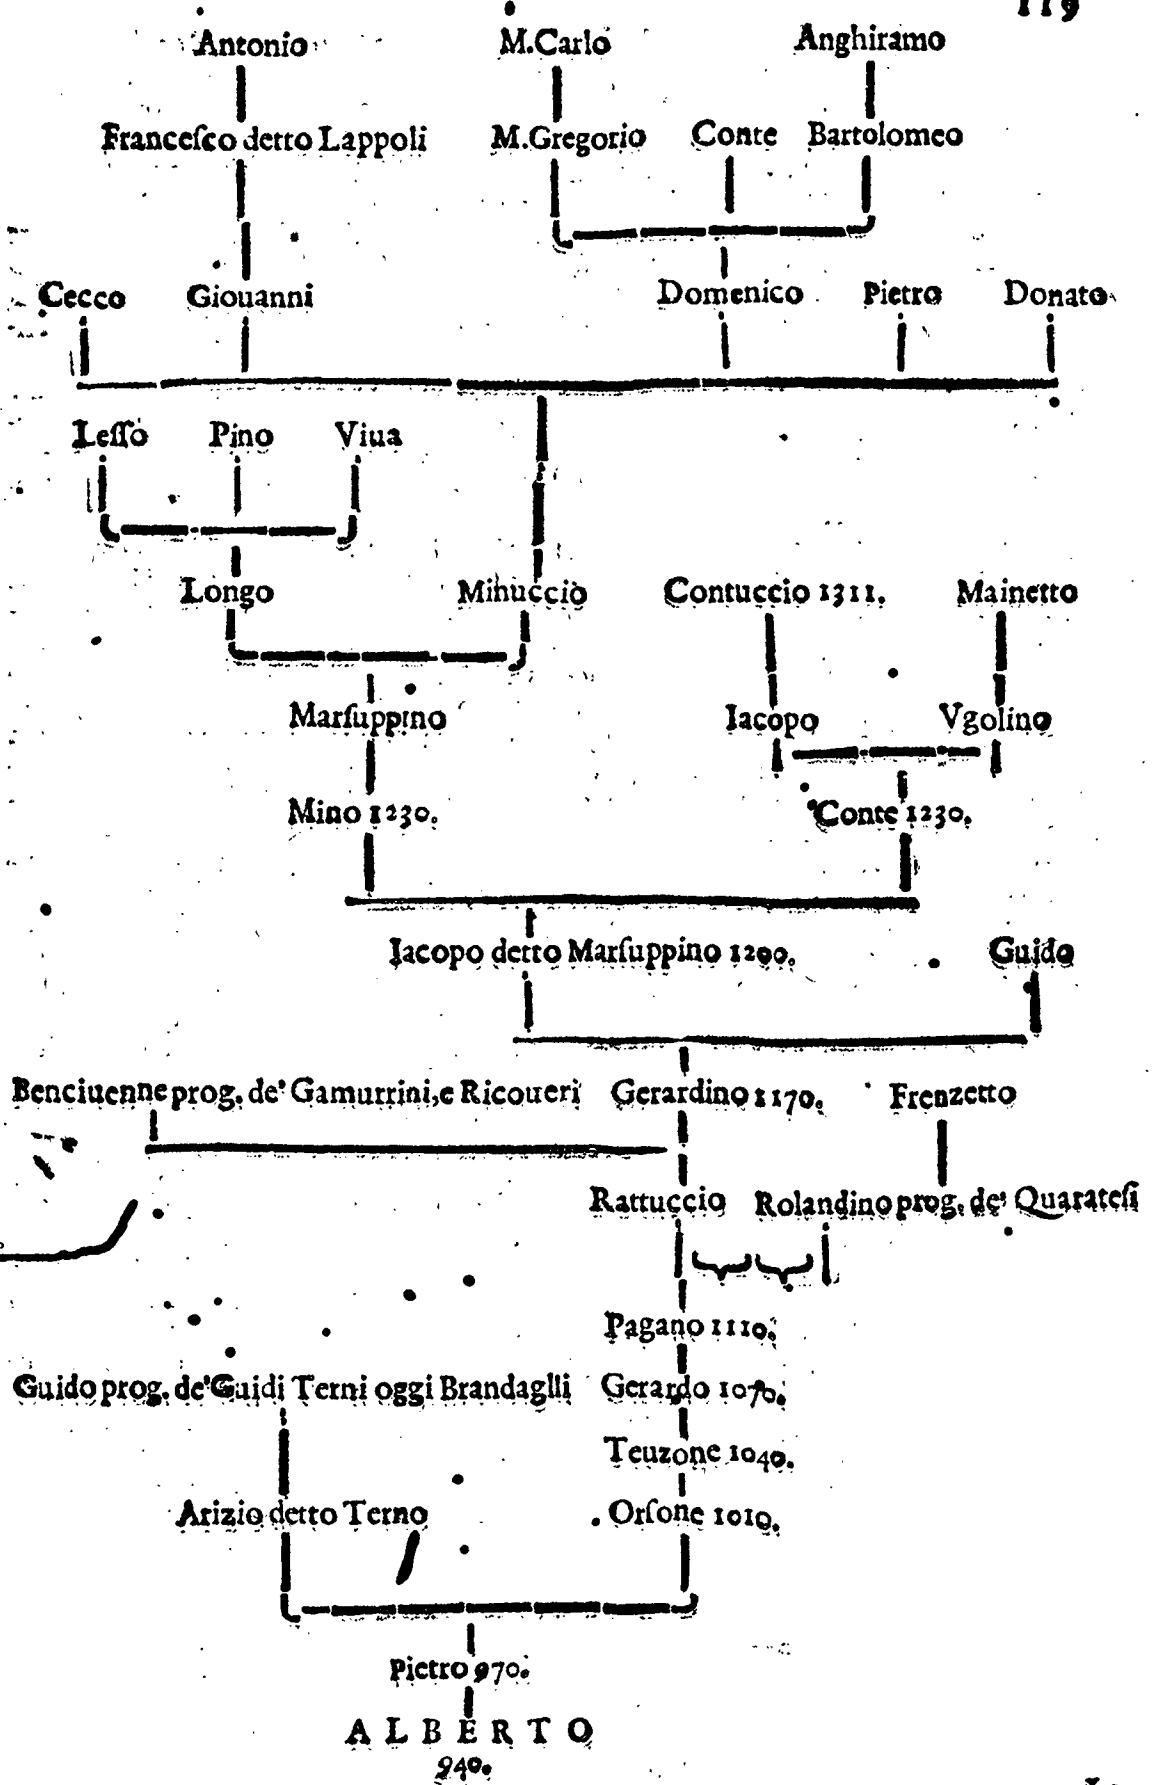 119
Antonio M.Carlo Anghiramo
Franceſco detto Lappoli M.Gregorio Conte Bartolomeo
Cecco Giouanni Domenico Pietro Donato
Leſſo Pino Viua
Longo Minuccio Contuccio 1311. Mainetto
Marſuppino Iacopo Vgolino
Mino 1230. Conte 1230.
Iacopo detto Marſuppino 1200. Guido
Benciuenne prog. de' Gamurrini, e Ricoueri Gerardino 1170. Frenzetto
Rattuccio Rolandino prog. de' Quarateſi
Pagano 1110.
Guido prog. de' Guidi Terni oggi Brandaglli Gerardo 1070.
Teuzone 1040.
Arizio detto Terno Orſone 1010.
Pietro 970.
ALBERTO
940.